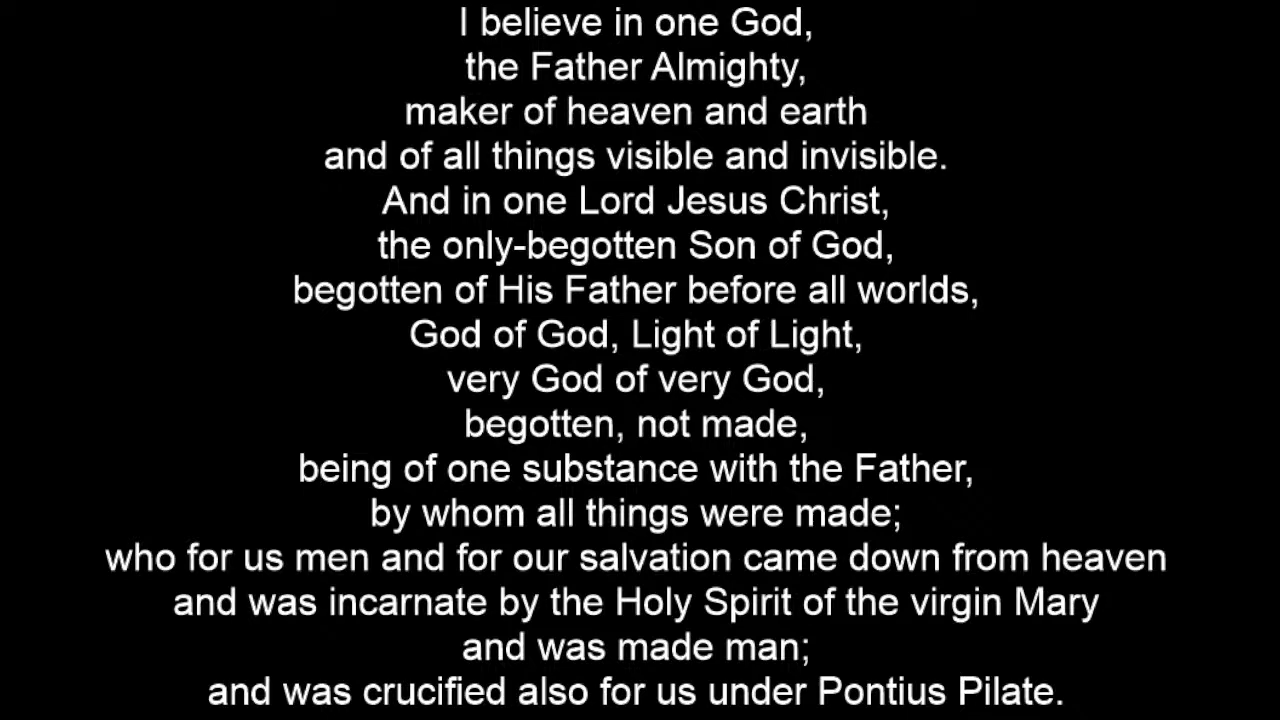 I believe in one God,
the Father Almighty,
maker of heaven and earth
and of all things visible and invisible.
And in one Lord Jesus Christ,
the only-begotten Son of God,
begotten of His Father before all worlds,
God of God, Light of Light,
very God of very God,
begotten, not made,
being of one substance with the Father,
by whom all things were made;
who for us men and for our salvation came down from heaven
and was incarnate by the Holy Spirit of the virgin Mary
and was made man;
and was crucified also for us under Pontius Pilate.